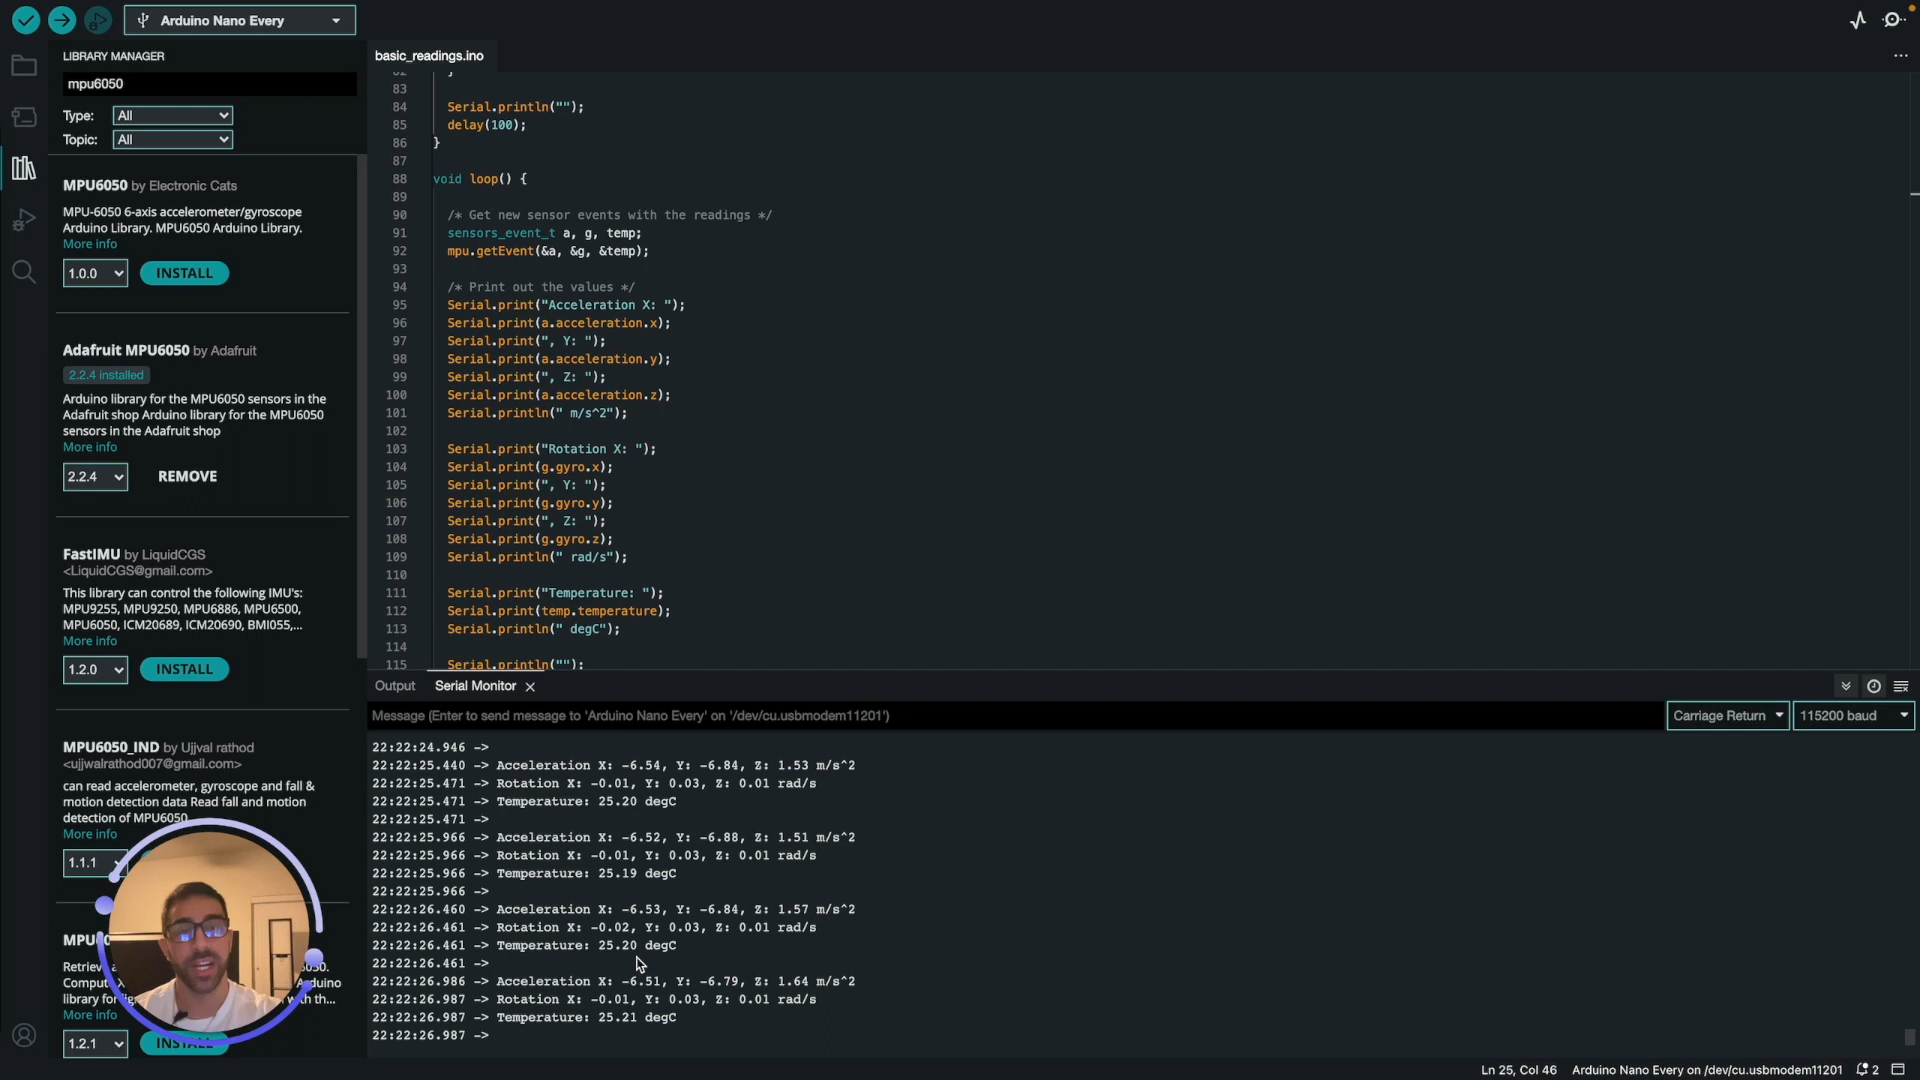 Arduino Nano Every
LIBRARY MANAGER
mpu6050
Type: All
Topic: All
MPU6050 by Electronic Cats
MPU-6050 6-axis accelerometer/gyroscope
Arduino Library. MPU6050 Arduino Library.
More info
1.0.0 INSTALL
Adafruit MPU6050 by Adafruit
2.2.4 installed
Arduino library for the MPU6050 sensors in the
Adafruit shop Arduino library for the MPU6050
sensors in the Adafruit shop
More info
2.2.4 REMOVE
FastIMU by LiquidCGS
<LiquidCGS@gmail.com>
This library can control the following IMU's:
MPU9255, MPU9250, MPU6886, MPU6500,
MPU6050, ICM20689, ICM20690, BMI055,...
More info
1.2.0 INSTALL
MPU6050_IND by Ujjval rathod
<ujjwalrathod007@gmail.com>
can read accelerometer, gyroscope and fall &
motion detection data Read fall and motion
detection of MPU6050.
More info
1.1.1
More info
1.2.1 INSTALL
basic_readings.ino
82 }
83
84 Serial.println("");
85 delay(100);
86 }
87
88 void loop() {
89
90 /* Get new sensor events with the readings */
91 sensors_event_t a, g, temp;
92 mpu.getEvent(&a, &g, &temp);
93
94 /* Print out the values */
95 Serial.print("Acceleration X: ");
96 Serial.print(a.acceleration.x);
97 Serial.print(", Y: ");
98 Serial.print(a.acceleration.y);
99 Serial.print(", Z: ");
100 Serial.print(a.acceleration.z);
101 Serial.println(" m/s^2");
102
103 Serial.print("Rotation X: ");
104 Serial.print(g.gyro.x);
105 Serial.print(", Y: ");
106 Serial.print(g.gyro.y);
107 Serial.print(", Z: ");
108 Serial.print(g.gyro.z);
109 Serial.println(" rad/s");
110
111 Serial.print("Temperature: ");
112 Serial.print(temp.temperature);
113 Serial.println(" degC");
114
115 Serial.println("");
Output Serial Monitor
Message (Enter to send message to 'Arduino Nano Every' on '/dev/cu.usbmodem11201')
Carriage Return 115200 baud
22:22:24.946 ->
22:22:25.440 -> Acceleration X: -6.54, Y: -6.84, Z: 1.53 m/s^2
22:22:25.471 -> Rotation X: -0.01, Y: 0.03, Z: 0.01 rad/s
22:22:25.471 -> Temperature: 25.20 degC
22:22:25.471 ->
22:22:25.966 -> Acceleration X: -6.52, Y: -6.88, Z: 1.51 m/s^2
22:22:25.966 -> Rotation X: -0.01, Y: 0.03, Z: 0.01 rad/s
22:22:25.966 -> Temperature: 25.19 degC
22:22:25.966 ->
22:22:26.460 -> Acceleration X: -6.53, Y: -6.84, Z: 1.57 m/s^2
22:22:26.461 -> Rotation X: -0.02, Y: 0.03, Z: 0.01 rad/s
22:22:26.461 -> Temperature: 25.20 degC
22:22:26.461 ->
22:22:26.986 -> Acceleration X: -6.51, Y: -6.79, Z: 1.64 m/s^2
22:22:26.987 -> Rotation X: -0.01, Y: 0.03, Z: 0.01 rad/s
22:22:26.987 -> Temperature: 25.21 degC
22:22:26.987 ->
Ln 25, Col 46 Arduino Nano Every on /dev/cu.usbmodem11201 2